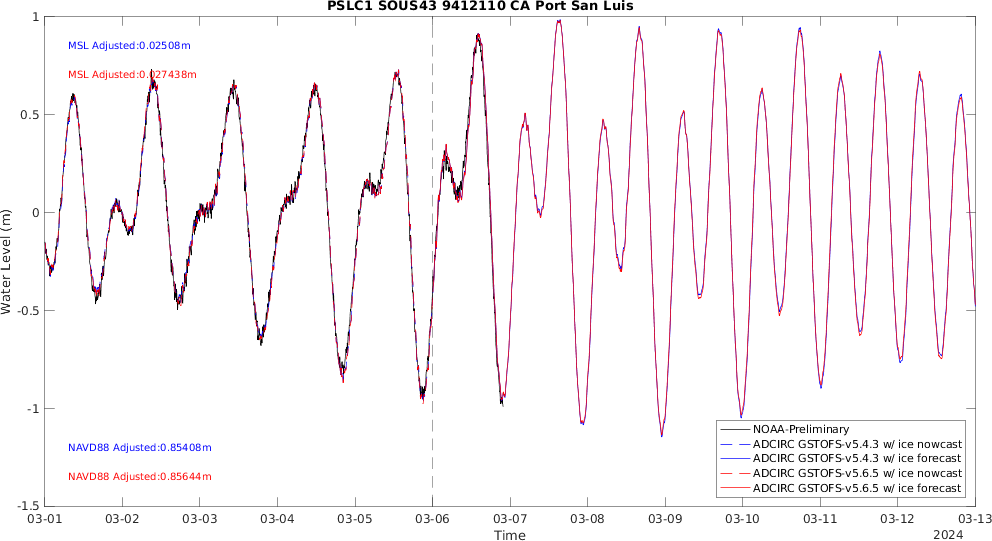 PSLC1 SOUS43 9412110 CA Port San Luis
MSL Adjusted:0.02508m
MSL Adjusted:0.027438m
NAVD88 Adjusted:0.85408m
NAVD88 Adjusted:0.85644m
Water Level (m)
1
0.5
0
-0.5
-1
-1.5
NOAA-Preliminary
ADCIRC GSTOFS-v5.4.3 w/ ice nowcast
ADCIRC GSTOFS-v5.4.3 w/ ice forecast
ADCIRC GSTOFS-v5.6.5 w/ ice nowcast
ADCIRC GSTOFS-v5.6.5 w/ ice forecast
03-01 03-02 03-03 03-04 03-05 03-06 03-07 03-08 03-09 03-10 03-11 03-12 03-13
Time
2024